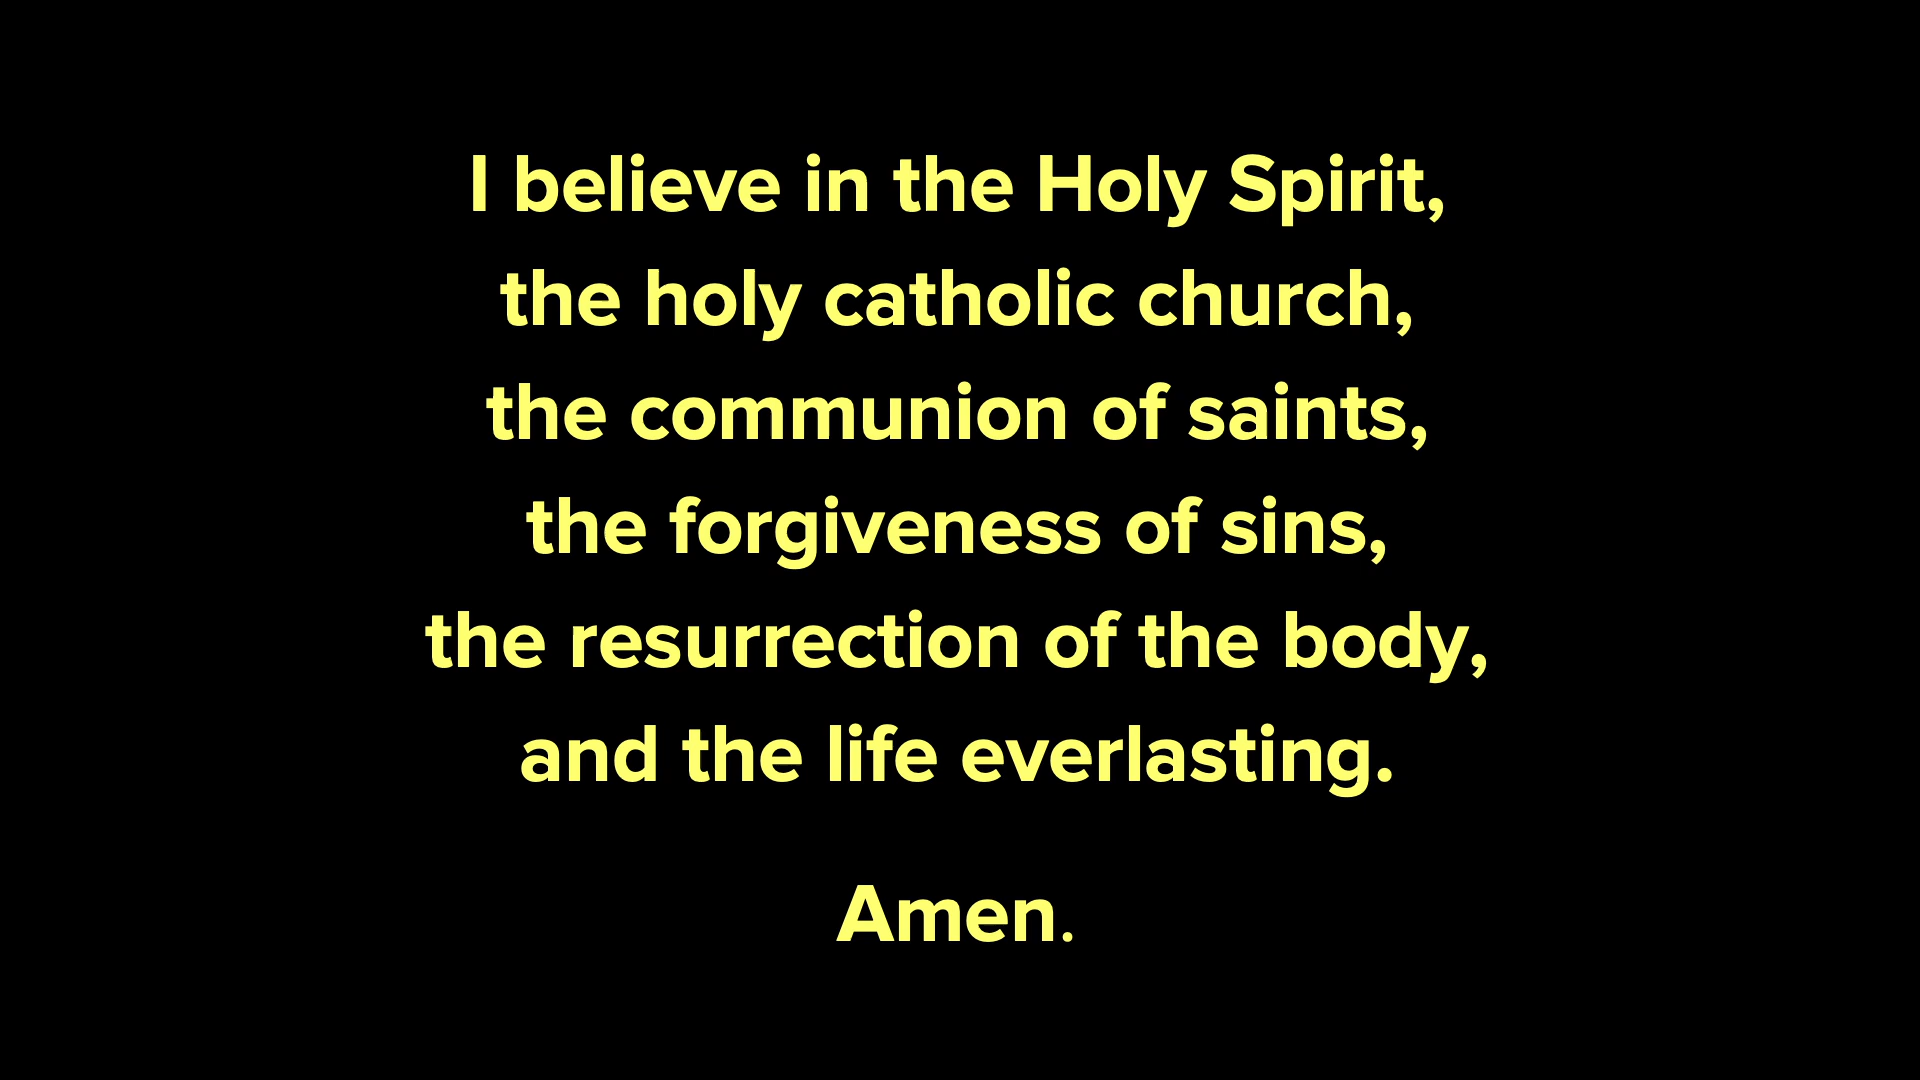 I believe in the Holy Spirit,
the holy catholic church,
the communion of saints,
the forgiveness of sins,
the resurrection of the body,
and the life everlasting.
Amen.